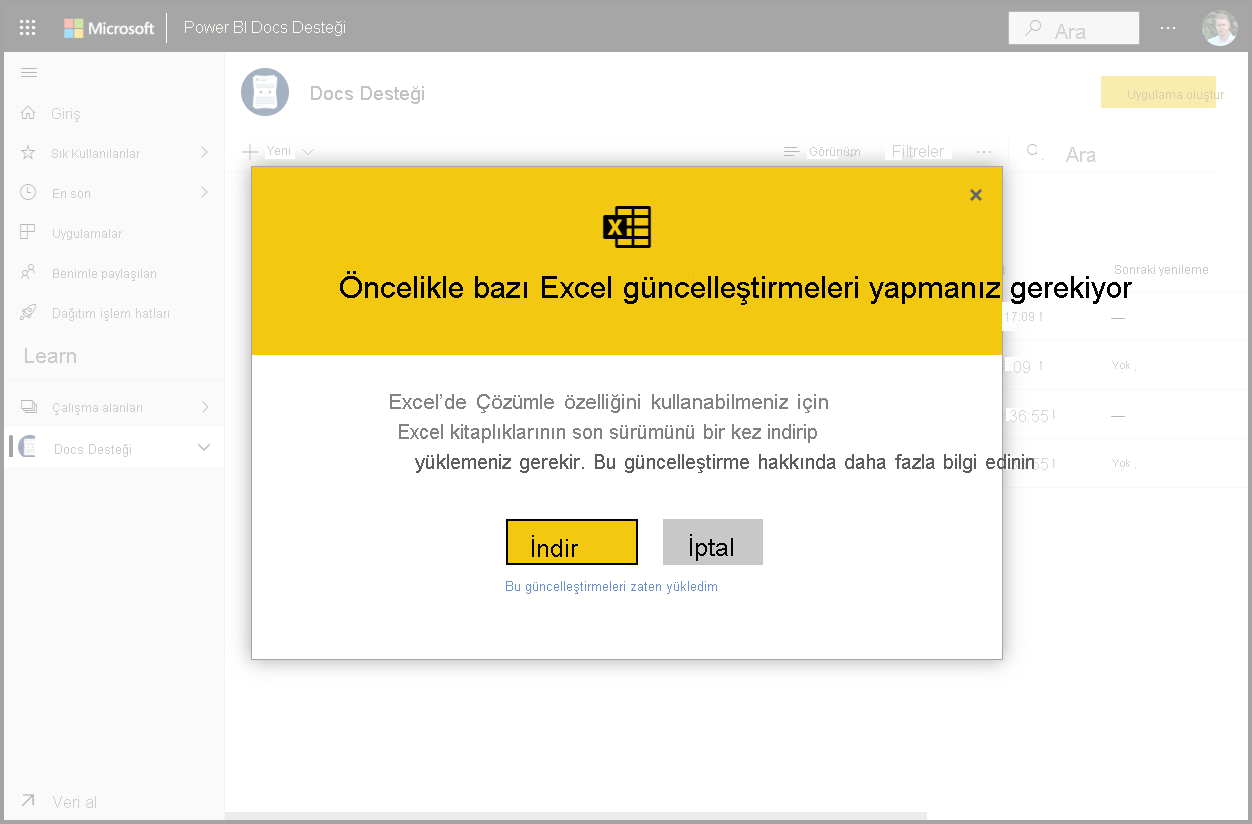 Microsoft
Power BI Docs Desteği
Ara
Docs Desteği
Uygulama oluştur
Giriş
Sık Kullanılanlar
En son
Uygulamalar
Benimle paylaşılan
Dağıtım işlem hatları
Learn
Çalışma alanları
Docs Desteği
Veri al
Yeni
Görünüm
Filtreler
Ara
Sonraki yenileme
17:09
—
:09
Yok
36:55
—
Yok
Öncelikle bazı Excel güncelleştirmeleri yapmanız gerekiyor
Excel’de Çözümle özelliğini kullanabilmeniz için
Excel kitaplıklarının son sürümünü bir kez indirip
yüklemeniz gerekir. Bu güncelleştirme hakkında daha fazla bilgi edinin
İndir
İptal
Bu güncelleştirmeleri zaten yükledim